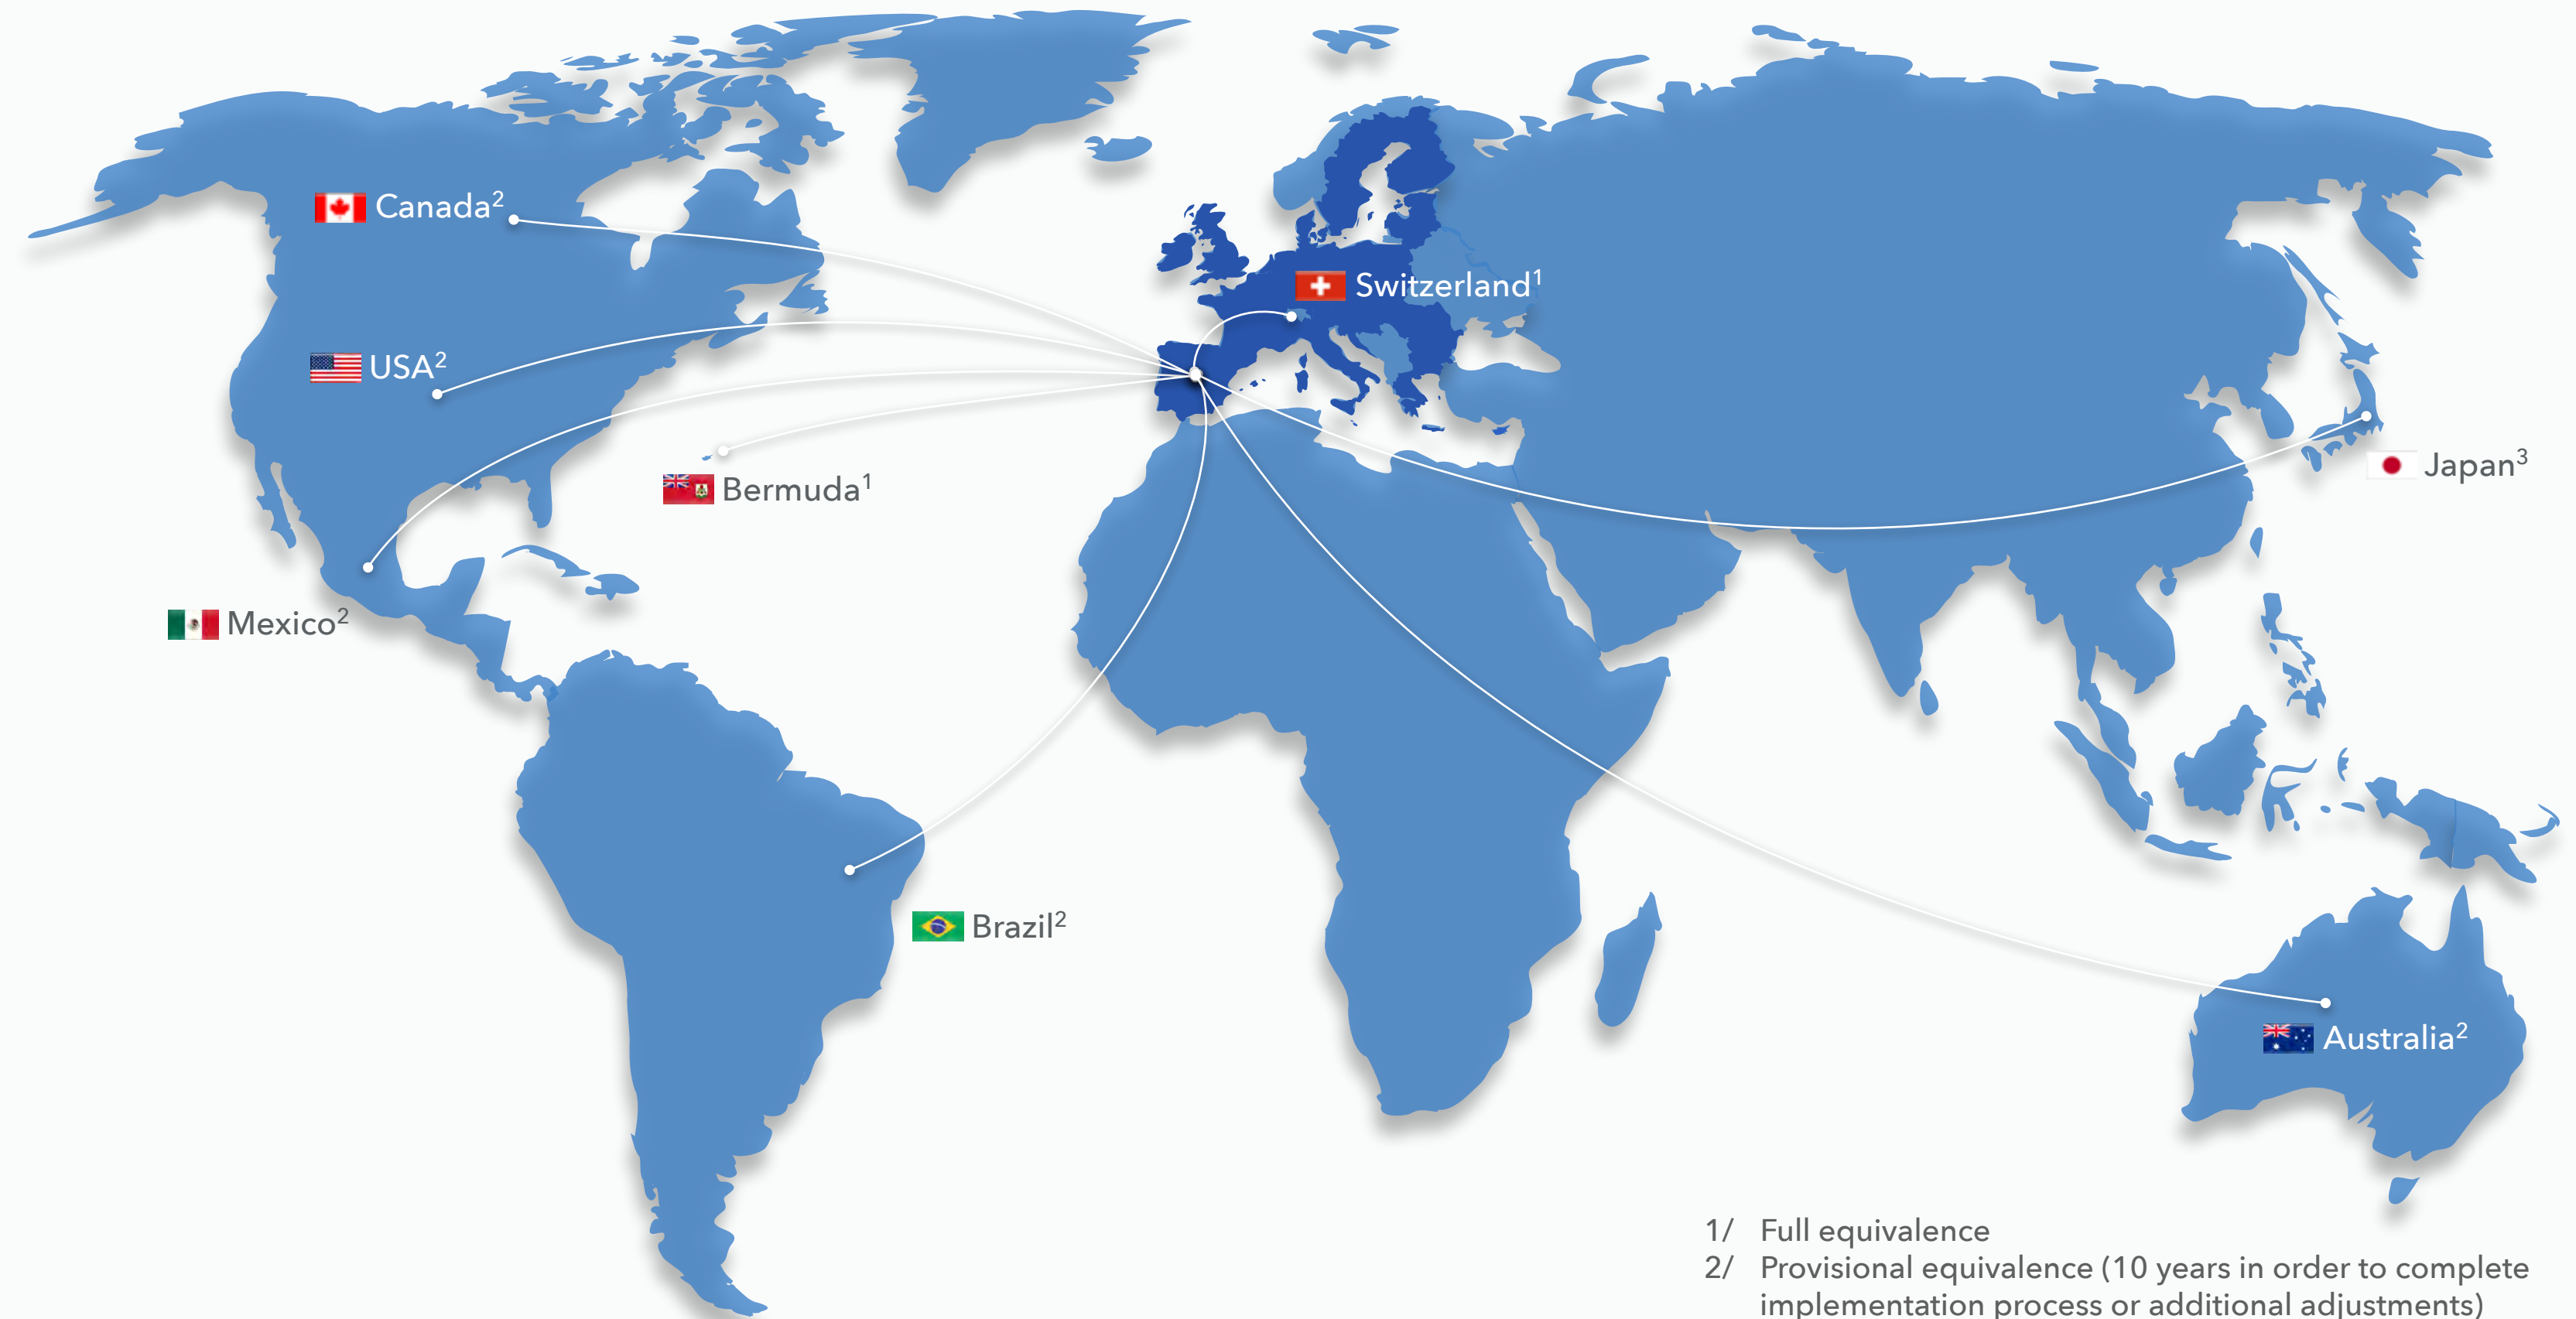 Canada²
Switzerland¹
USA²
Japan³
Bermuda¹
Mexico²
Brazil²
Australia²
1/ Full equivalence
2/ Provisional equivalence (10 years in order to complete
implementation process or additional adjustments)